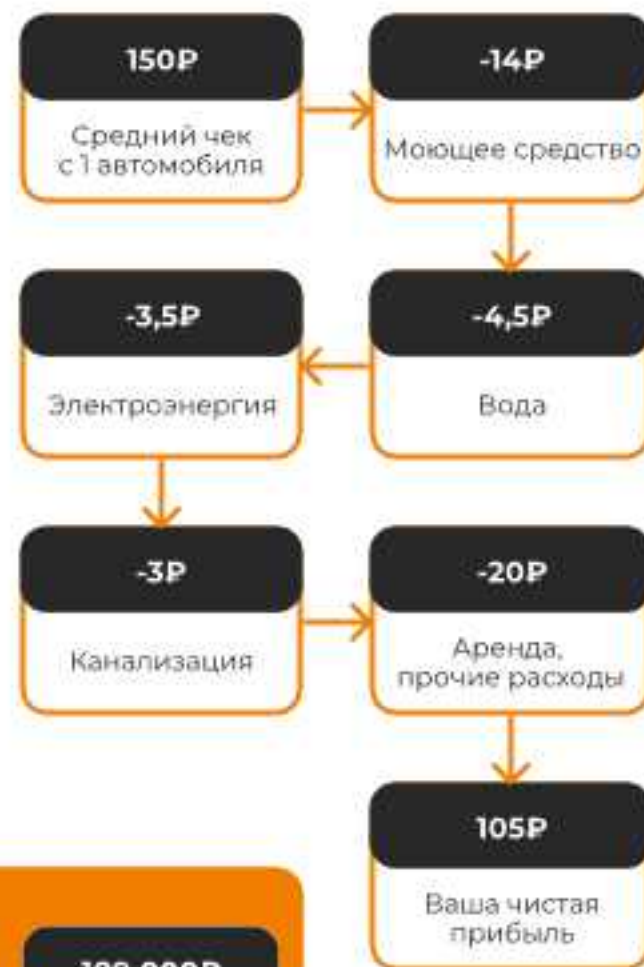 150₽
Средний чек
с 1 автомобиля
-14₽
Моющее средство
-4,5₽
Вода
-3,5₽
Электроэнергия
-3₽
Канализация
-20₽
Аренда,
прочие расходы
105₽
Ваша чистая
прибыль